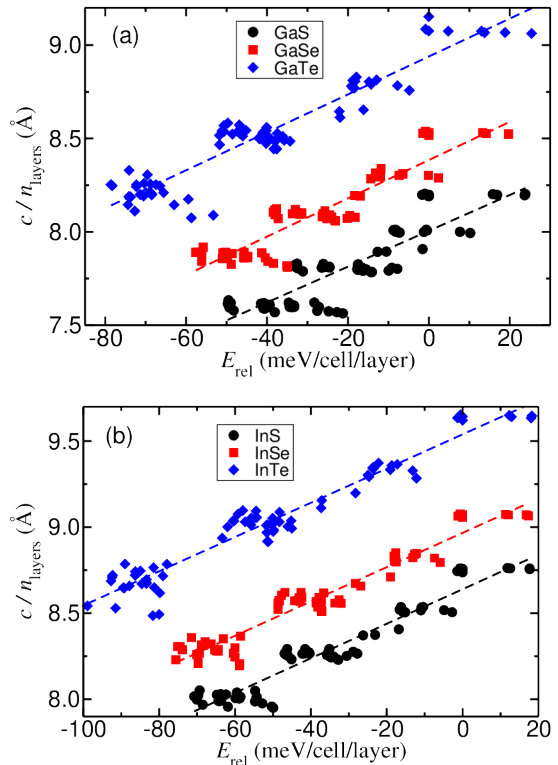 (a)
GaS
GaSe
GaTe
9.0
8.5
8.0
7.5
c / n_layers (Å)
-80 -60 -40 -20 0 20
E_rel (meV/cell/layer)
(b)
InS
InSe
InTe
9.5
9.0
8.5
8.0
c / n_layers (Å)
-100 -80 -60 -40 -20 0 20
E_rel (meV/cell/layer)